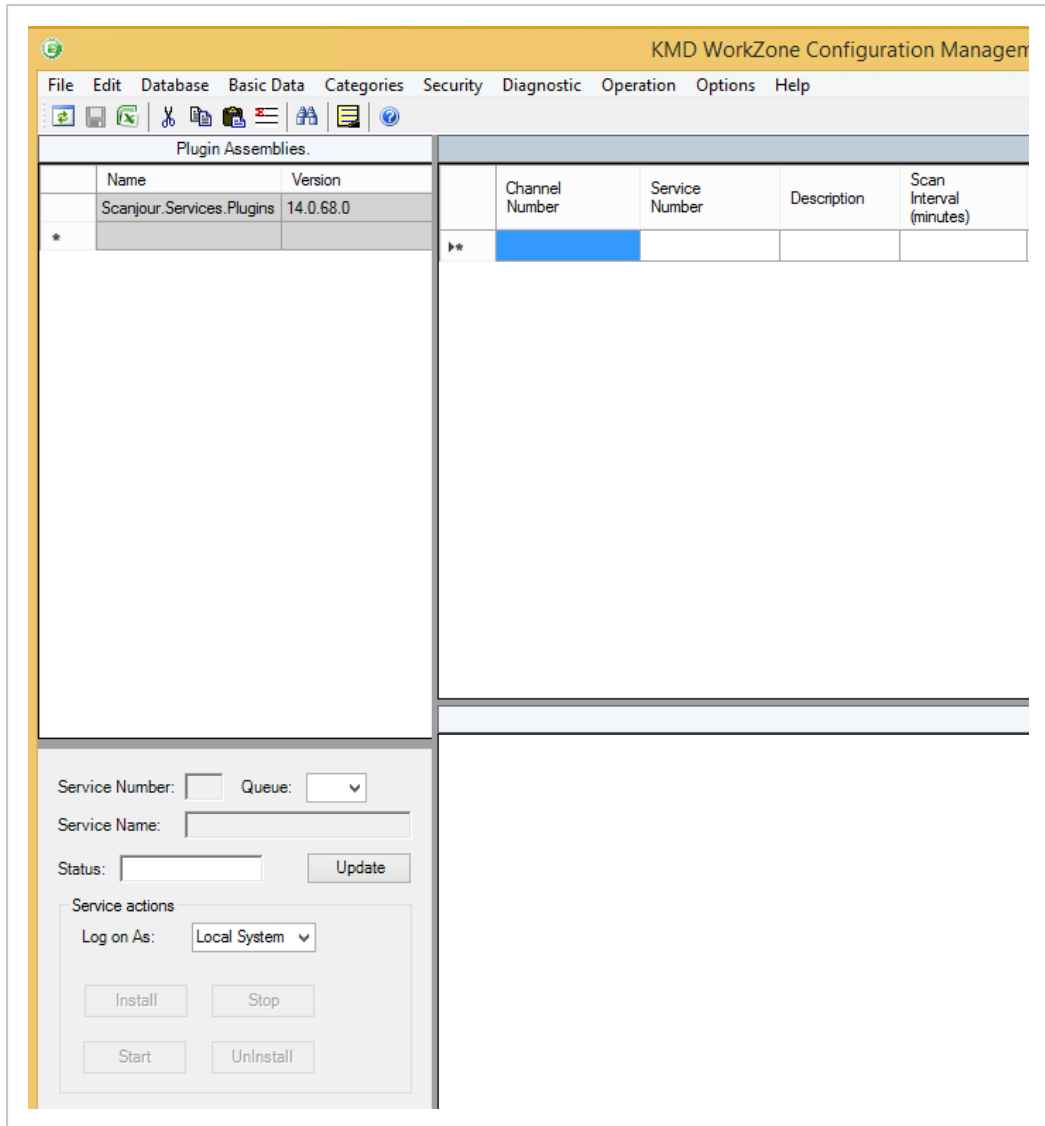 KMD WorkZone Configuration Managem
File Edit Database Basic Data Categories Security Diagnostic Operation Options Help
Plugin Assemblies.
Name Version
Scanjour.Services.Plugins 14.0.68.0
*
Channel Number Service Number Description Scan Interval (minutes)
Service Number: Queue:
Service Name:
Status: Update
Service actions
Log on As: Local System
Install Stop
Start UnInstall